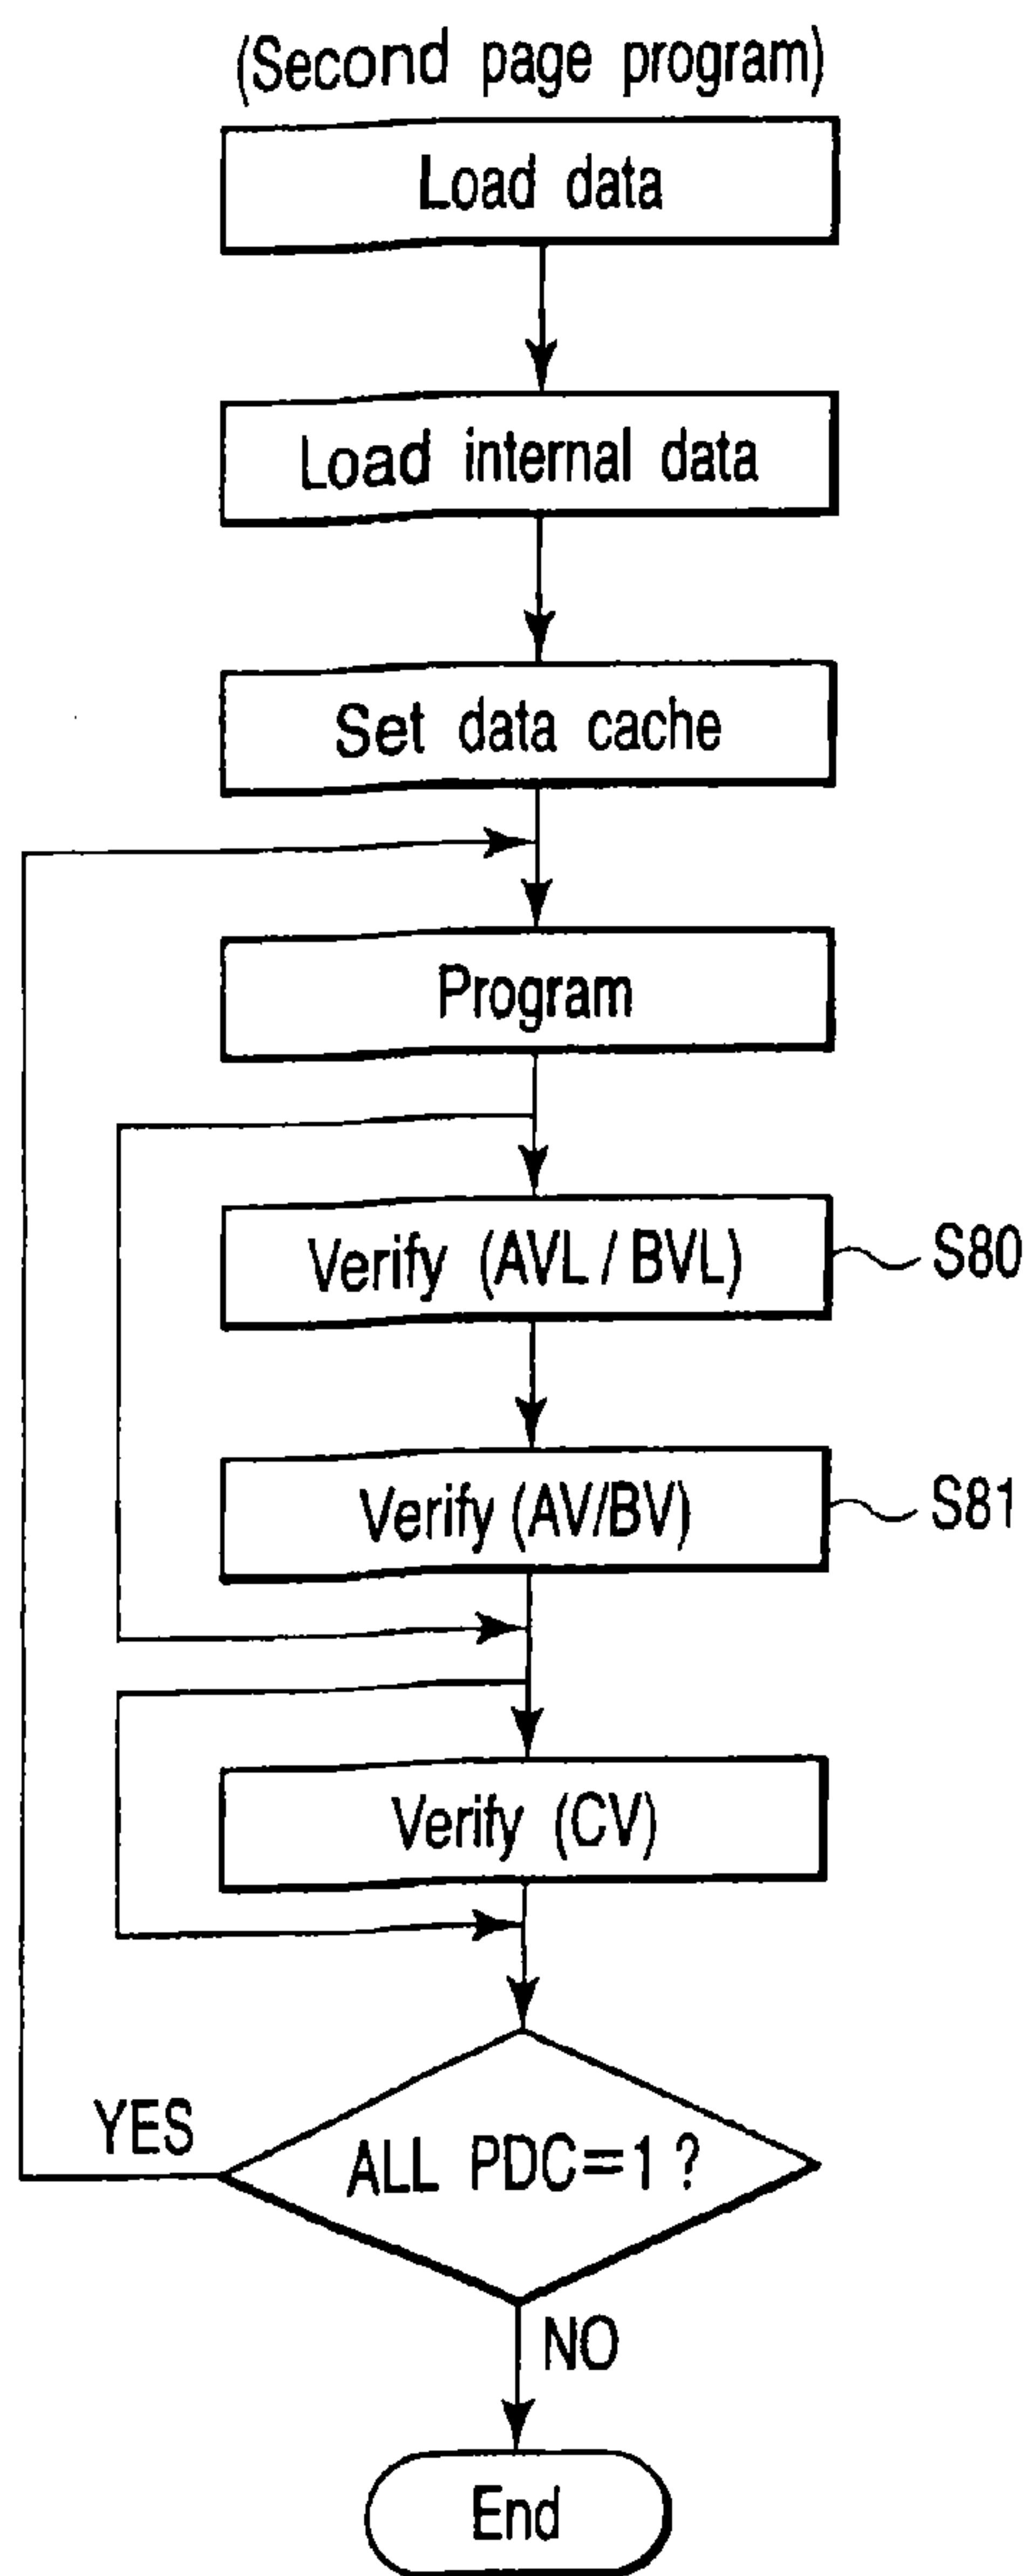 (Second page program)
Load data
Load internal data
Set data cache
Program
Verify (AVL / BVL)
S80
Verify (AV/BV)
S81
Verify (CV)
YES
ALL PDC=1 ?
NO
End